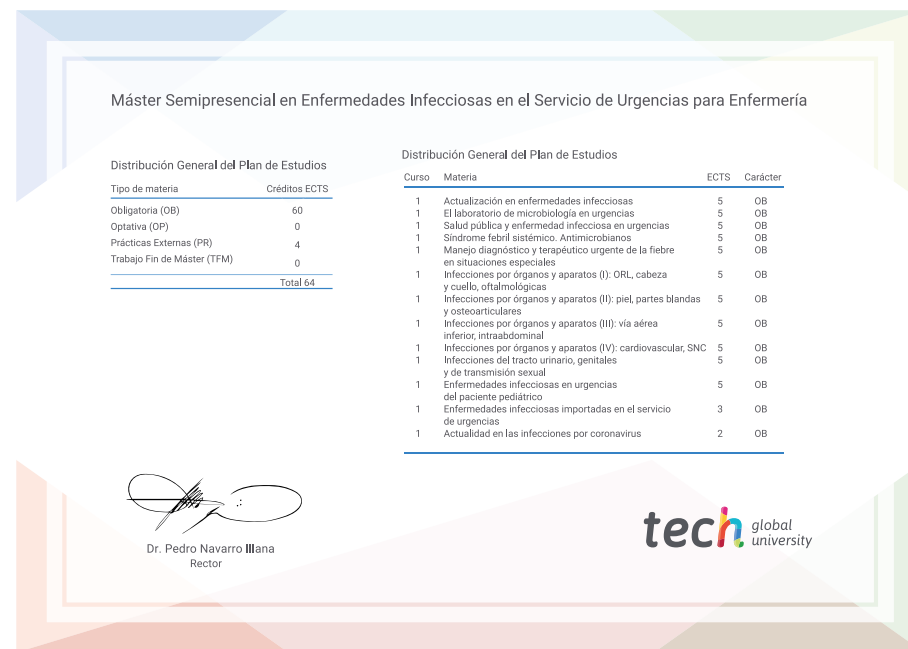 Máster Semipresencial en Enfermedades Infecciosas en el Servicio de Urgencias para Enfermería
Distribución General del Plan de Estudios
Tipo de materia Créditos ECTS
Obligatoria (OB) 60
Optativa (OP) 0
Prácticas Externas (PR) 4
Trabajo Fin de Máster (TFM) 0
Total 64
Distribución General del Plan de Estudios
Curso Materia ECTS Carácter
1 Actualización en enfermedades infecciosas 5 OB
1 El laboratorio de microbiología en urgencias 5 OB
1 Salud pública y enfermedad infecciosa en urgencias 5 OB
1 Síndrome febril sistémico. Antimicrobianos 5 OB
1 Manejo diagnóstico y terapéutico urgente de la fiebre 5 OB
en situaciones especiales
1 Infecciones por órganos y aparatos (I): ORL, cabeza 5 OB
y cuello, oftalmológicas
1 Infecciones por órganos y aparatos (II): piel, partes blandas 5 OB
y osteoarticulares
1 Infecciones por órganos y aparatos (III): vía aérea 5 OB
inferior, intraabdominal
1 Infecciones por órganos y aparatos (IV): cardiovascular, SNC 5 OB
1 Infecciones del tracto urinario, genitales 5 OB
y de transmisión sexual
1 Enfermedades infecciosas en urgencias 5 OB
del paciente pediátrico
1 Enfermedades infecciosas importadas en el servicio 3 OB
de urgencias
1 Actualidad en las infecciones por coronavirus 2 OB
Dr. Pedro Navarro Illana
Rector
tech global
university